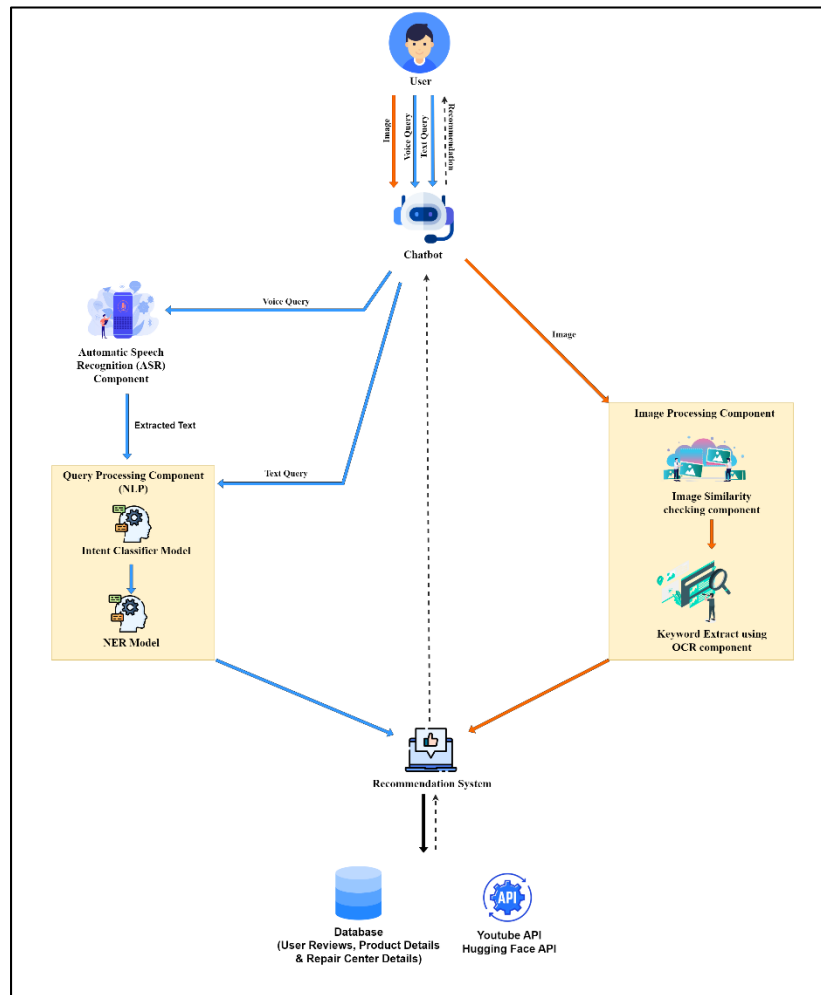 User
Image
Voice Query
Text Query
Recommendation
Chatbot
Voice Query
Automatic Speech
Recognition (ASR)
Component
Image
Extracted Text
Image Processing Component
Query Processing Component
(NLP)
Text Query
Image Similarity
checking component
Intent Classifier Model
NER Model
Keyword Extract using
OCR component
Recommendation System
API
Database
(User Reviews, Product Details
& Repair Center Details)
Youtube API
Hugging Face API